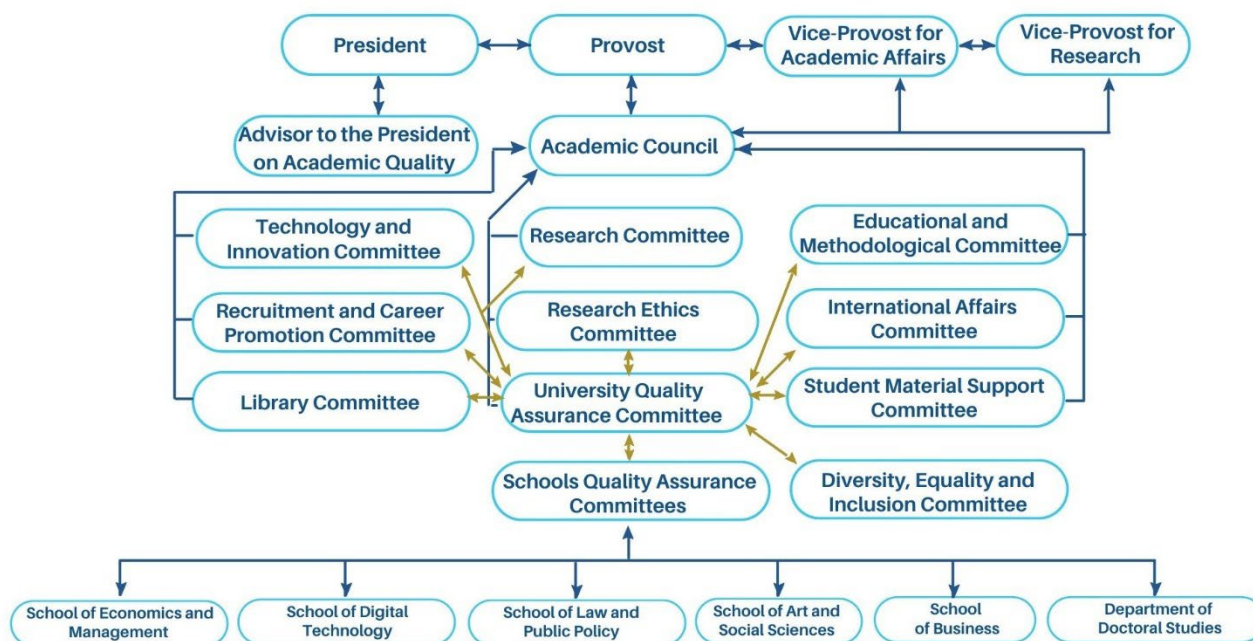 President
Provost
Vice-Provost for
Academic Affairs
Vice-Provost for
Research
Advisor to the President
on Academic Quality
Academic Council
Technology and
Innovation Committee
Research Committee
Educational and
Methodological Committee
Recruitment and Career
Promotion Committee
Research Ethics
Committee
International Affairs
Committee
Library Committee
University Quality
Assurance Committee
Student Material Support
Committee
Schools Quality Assurance
Committees
Diversity, Equality and
Inclusion Committee
School of Economics and
Management
School of Digital
Technology
School of Law and
Public Policy
School of Art and
Social Sciences
School
of Business
Department of
Doctoral Studies